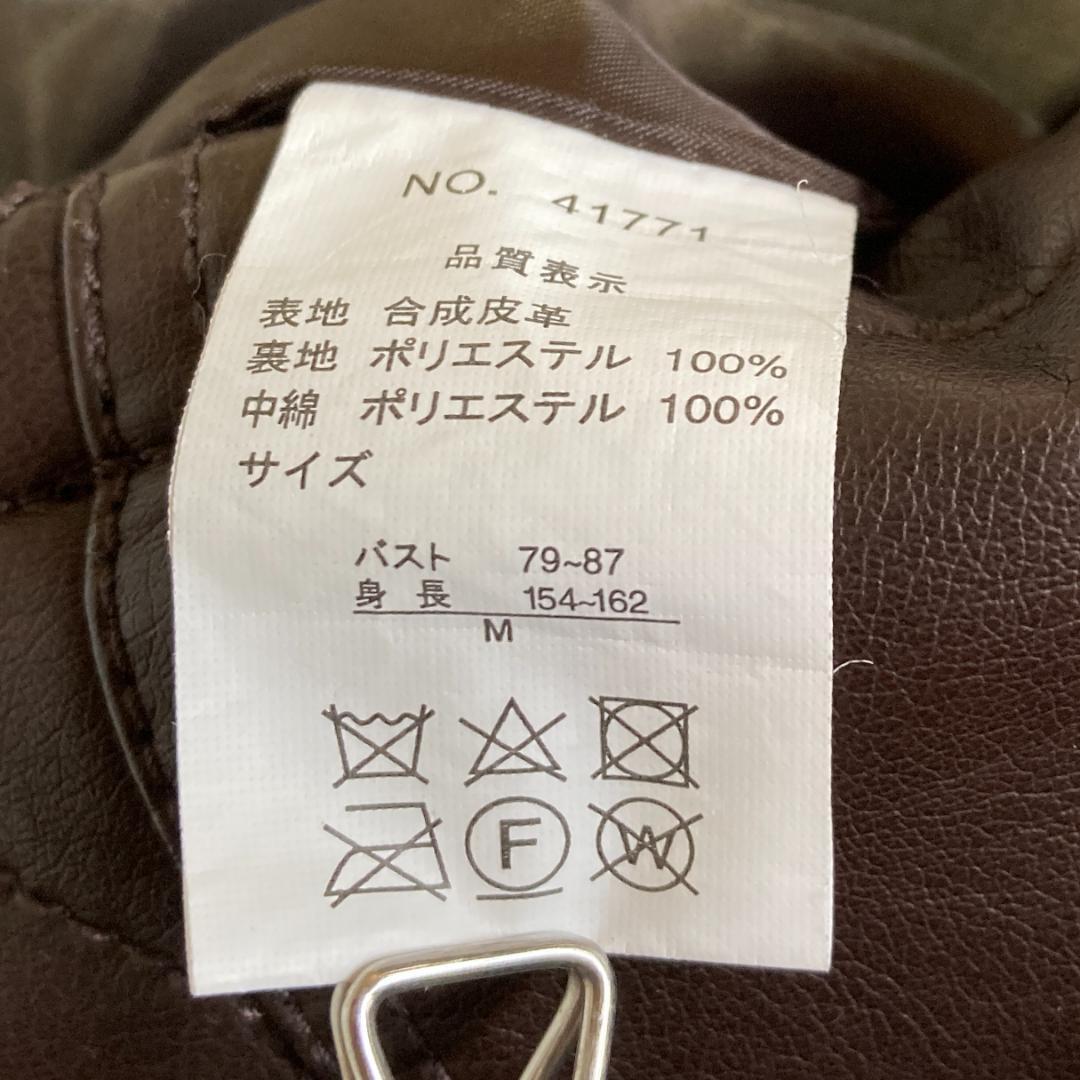 NO. 41771
品質表示
表地 合成皮革
裏地 ポリエステル 100%
中綿 ポリエステル 100%
サイズ
バスト 79~87
身長 154~162
M
F W